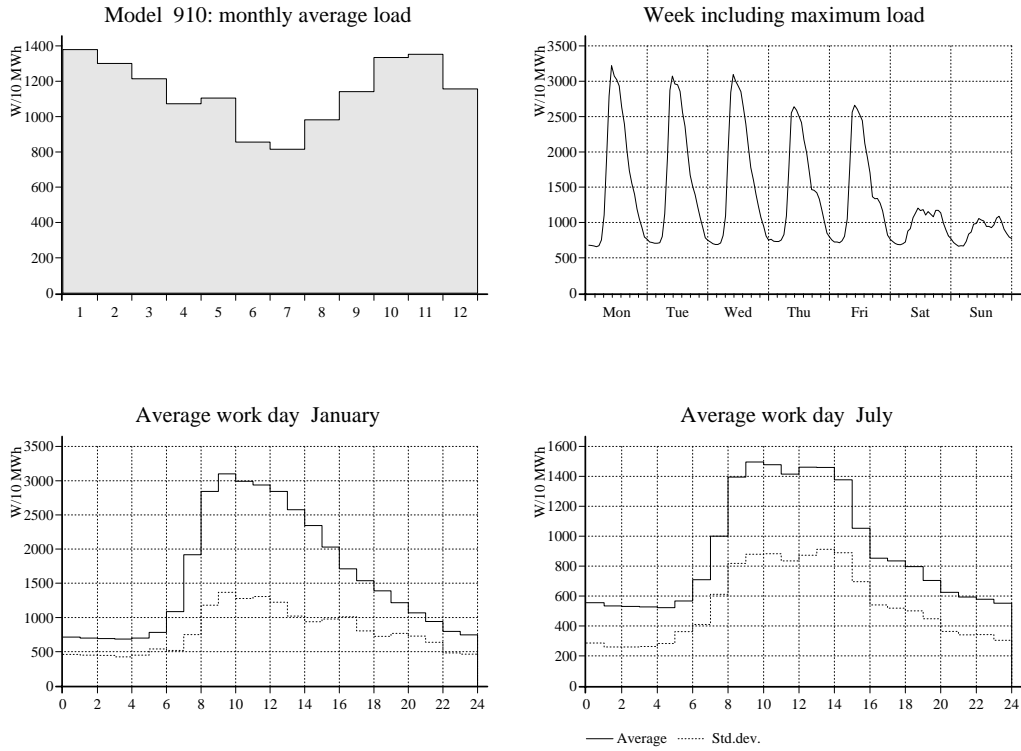 Model 910: monthly average load
W/10 MWh
1400
1200
1000
800
600
400
200
0
1 2 3 4 5 6 7 8 9 10 11 12
Week including maximum load
W/10 MWh
3500
3000
2500
2000
1500
1000
500
0
Mon Tue Wed Thu Fri Sat Sun
Average work day January
W/10 MWh
3500
3000
2500
2000
1500
1000
500
0
0 2 4 6 8 10 12 14 16 18 20 22 24
Average work day July
W/10 MWh
1600
1400
1200
1000
800
600
400
200
0
0 2 4 6 8 10 12 14 16 18 20 22 24
Average Std.dev.